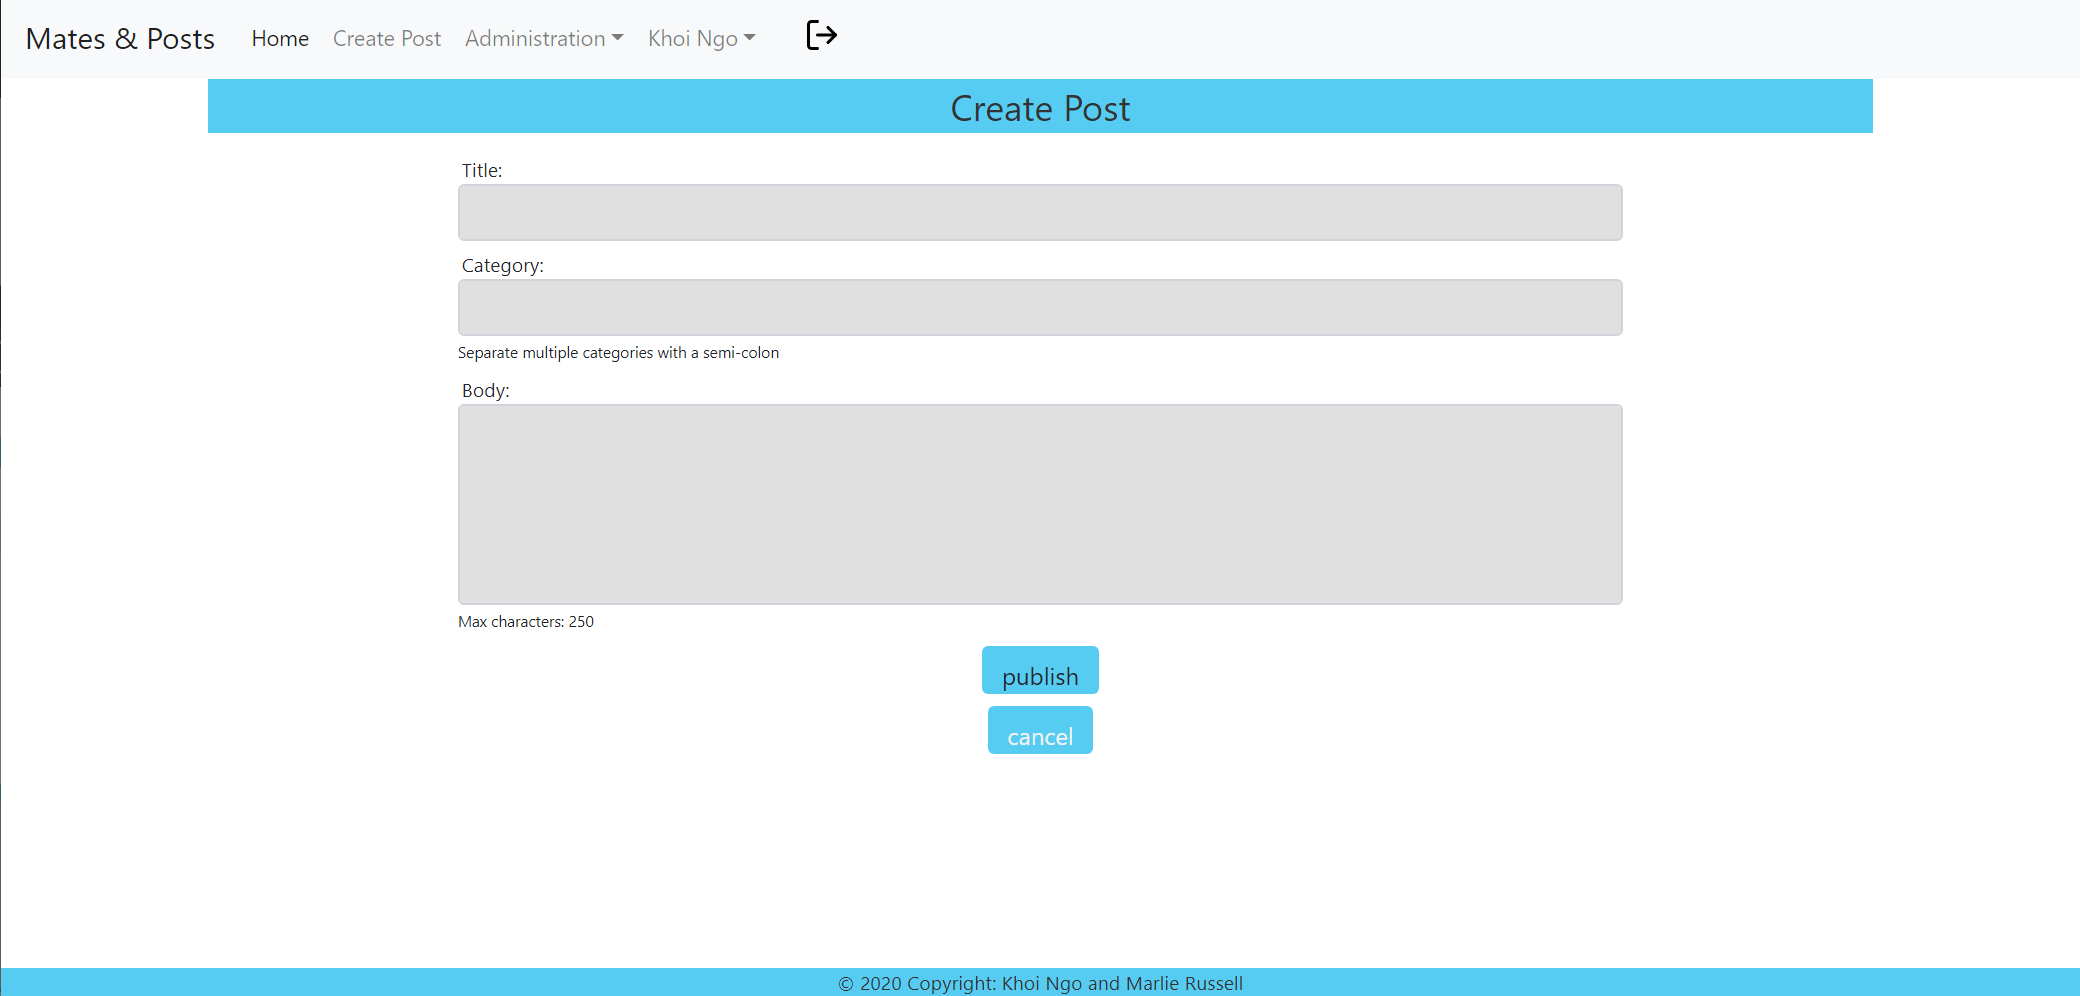 Mates & Posts Home Create Post Administration Khoi Ngo
Create Post
Title:
Category:
Separate multiple categories with a semi-colon
Body:
Max characters: 250
publish
cancel
© 2020 Copyright: Khoi Ngo and Marlie Russell